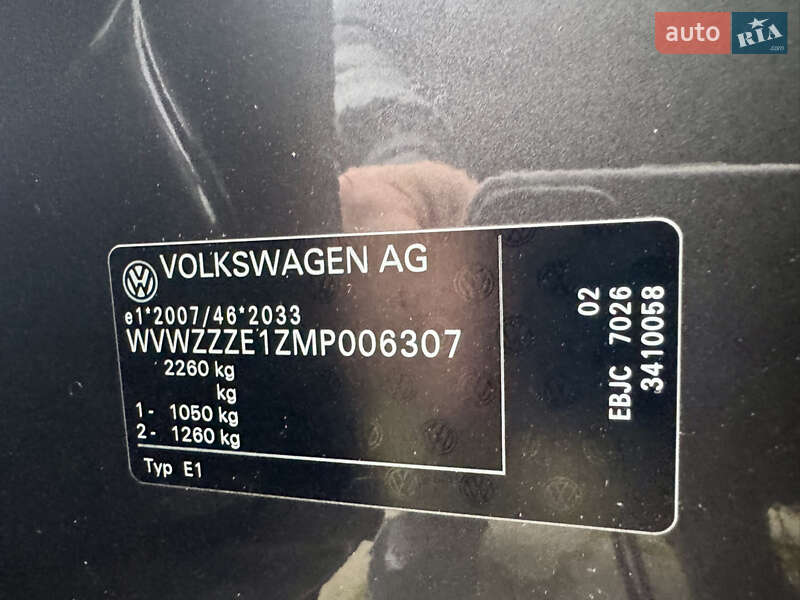 auto RIA .com
VOLKSWAGEN AG
e1*2007/46*2033
WVWZZZE1ZMP006307
2260 kg
kg
1- 1050 kg
2- 1260 kg
Typ E1
02
EBJC 7026
3410058